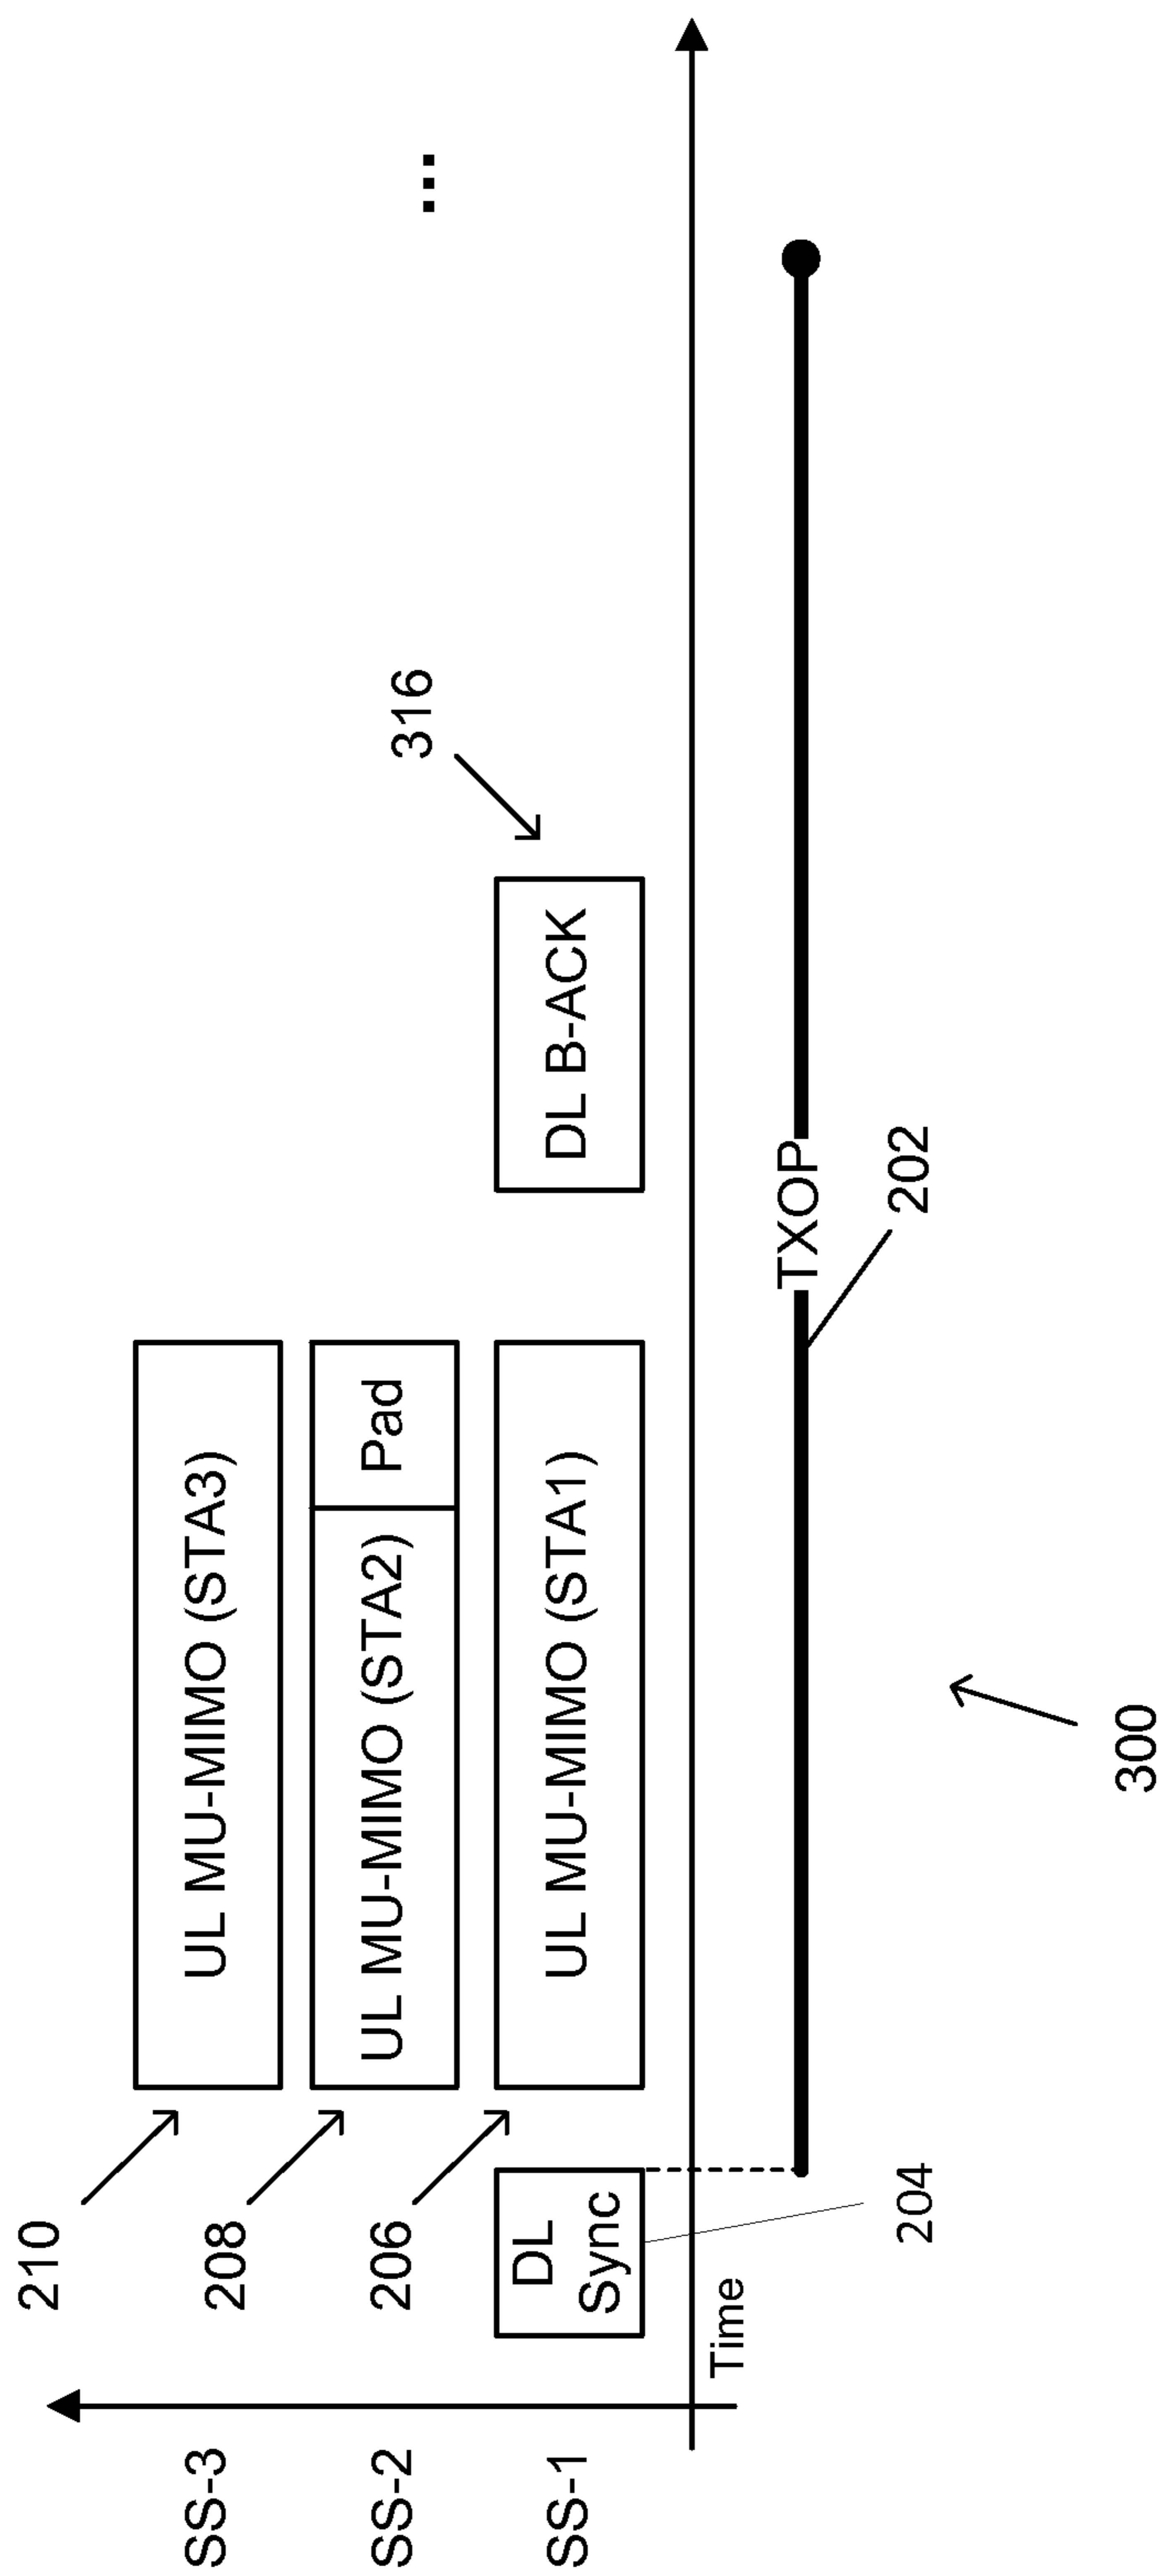 210
SS-3
UL MU-MIMO (STA3)
208
SS-2
UL MU-MIMO (STA2)
Pad
...
206
SS-1
DL
Sync
UL MU-MIMO (STA1)
DL B-ACK
316
Time
204
TXOP
202
300